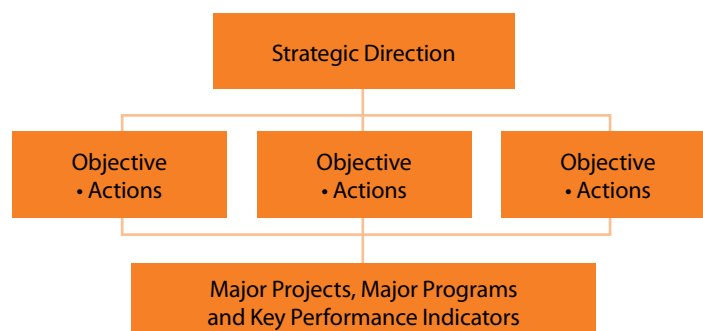 Strategic Direction
Objective
• Actions
Objective
• Actions
Objective
• Actions
Major Projects, Major Programs
and Key Performance Indicators